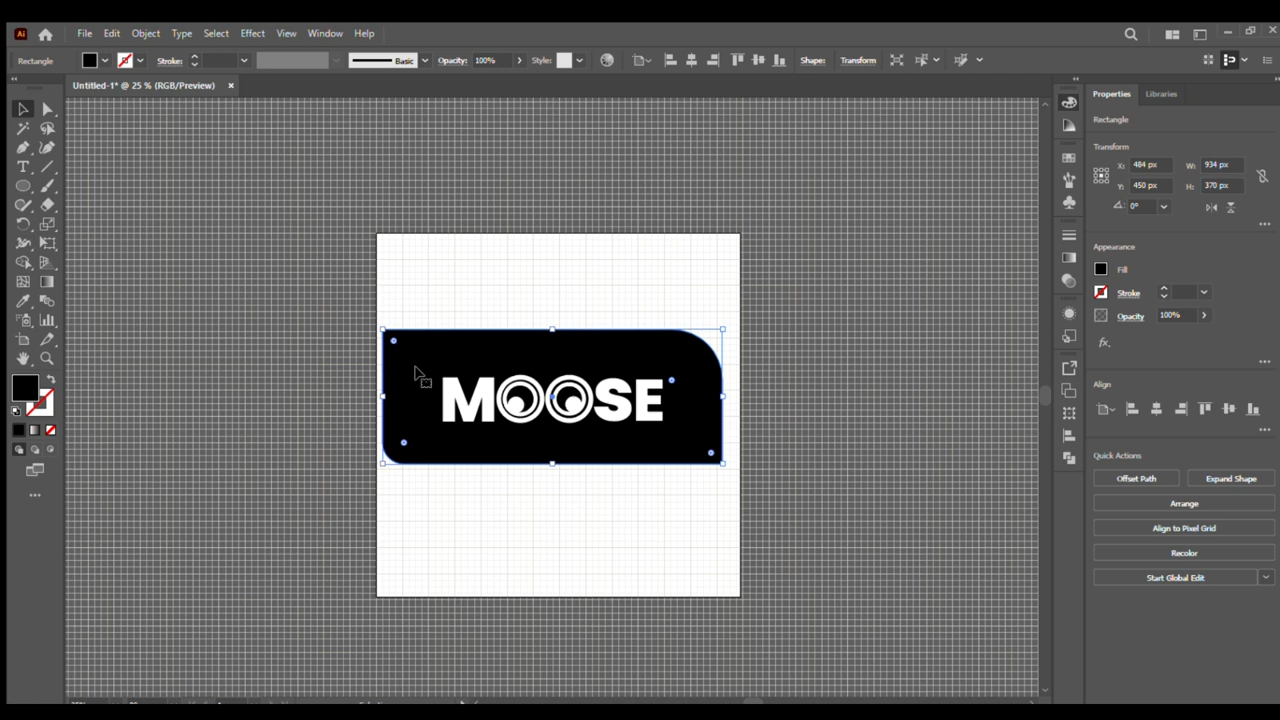 Ai File Edit Object Type Select Effect View Window Help
Rectangle Stroke: Basic Opacity: 100% Style: Shape: Transform
Untitled-1* @ 25 % (RGB/Preview) ×
Properties Libraries
Rectangle
Transform
X: 484 px W: 934 px
Y: 450 px H: 370 px
0°
Appearance
Fill
Stroke
Opacity 100%
fx.
Align
MOOSE
Quick Actions
Offset Path Expand Shape
Arrange
Align to Pixel Grid
Recolor
Start Global Edit